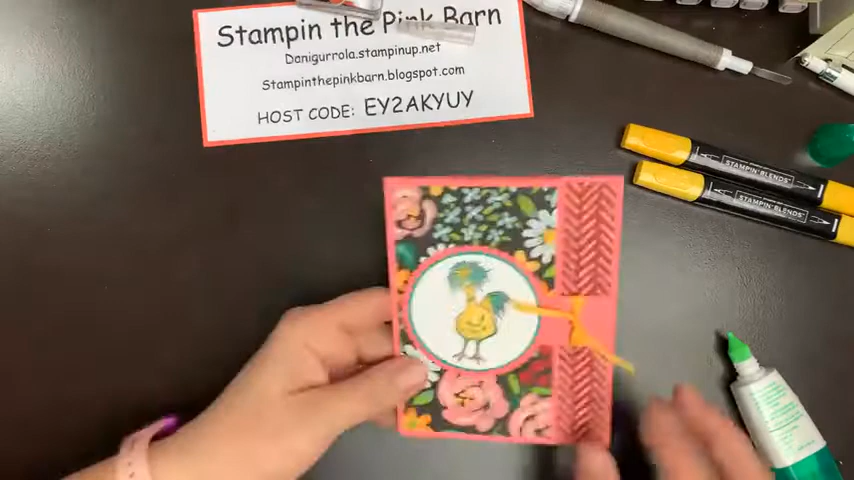 Stampin the Pink Barn
Danigurrola.stampinup.net
Stampinthepinkbarn.blogspot.com
HOST CODE: EY2AKYUY
STAMPIN' BLENDS
STAMPIN' BLENDS